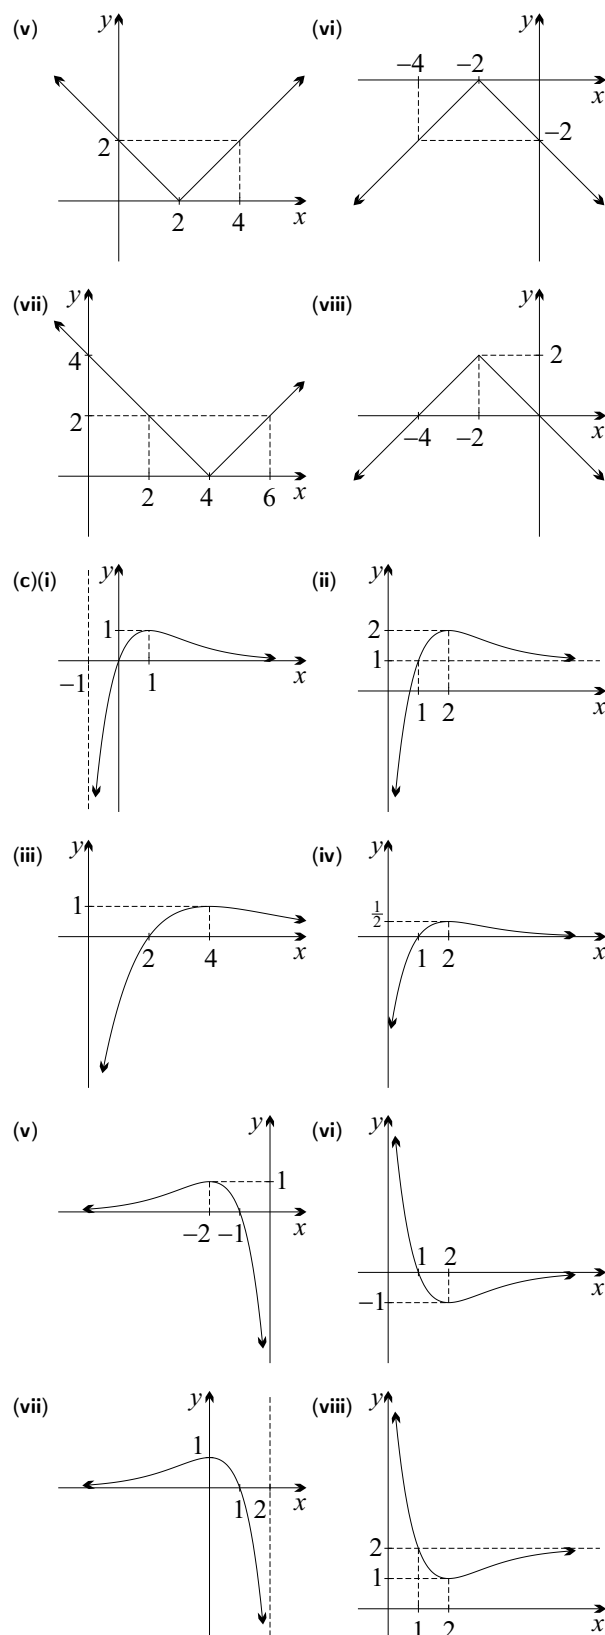 (v) y (vi)
−4 −2
x
2 −2
2 4 x
y
(vii) y (viii) y
4 2
2
−4 −2 x
2 4 6 x
(c)(i) y (ii) y
1 2
1
−1 1 x 1 2 x
(iii) y (iv) y
1 1/2
2 4 x 1 2 x
(v) y (vi) y
1
−2 −1 x 1 2
−1 x
(vii) y (viii) y
1
1 2 x
2
1
1 2 x